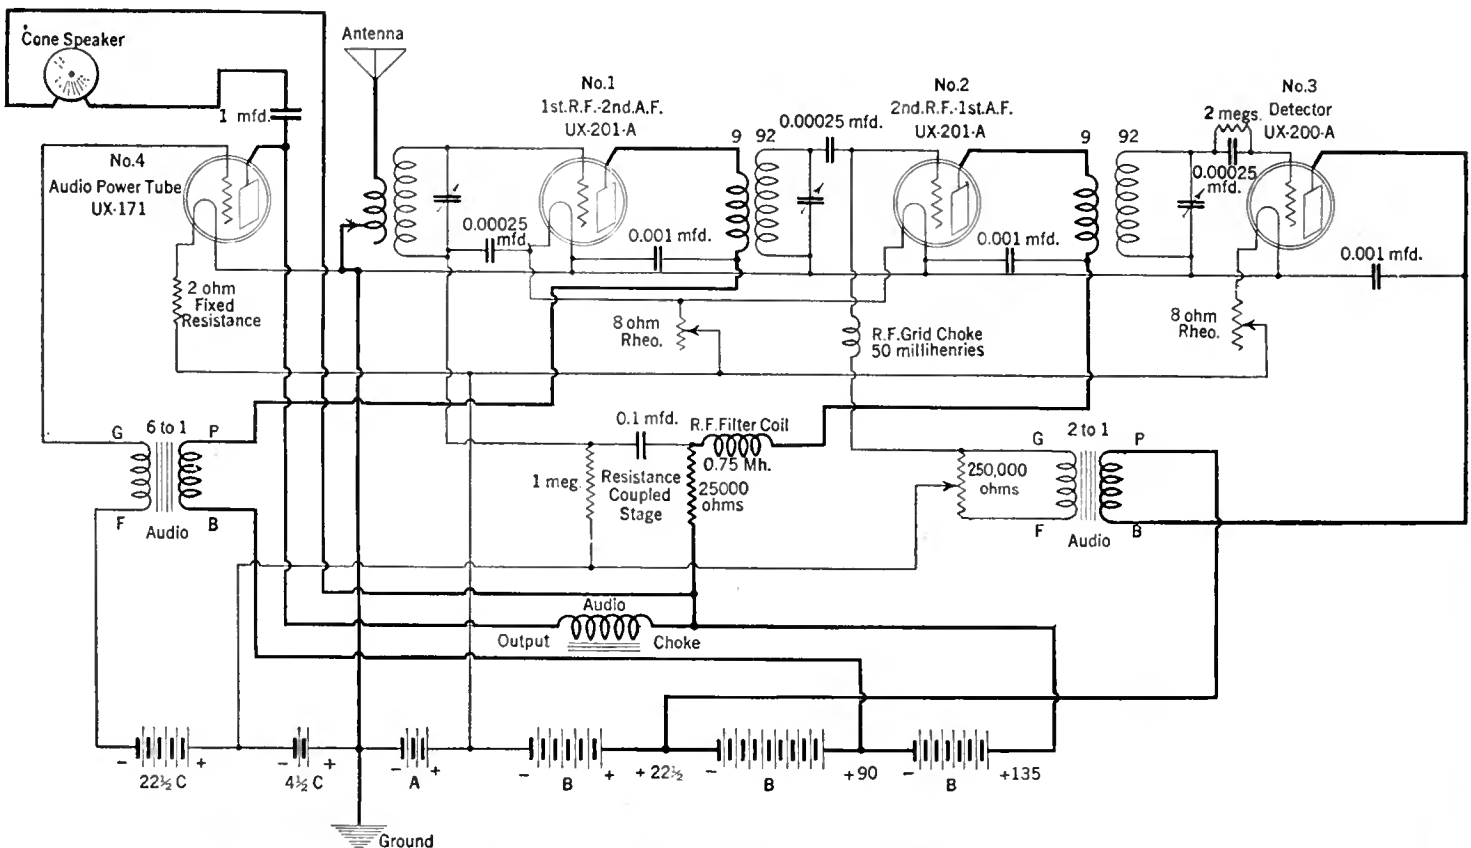 Cone Speaker
Antenna
1 mfd.
No.4
Audio Power Tube
UX-171
No.1
1st.R.F.-2nd.A.F.
UX-201-A
9 92
0.00025 mfd.
No.2
2nd.R.F.-1st.A.F.
UX-201-A
9 92
2 megs.
No.3
Detector
UX-200-A
0.00025
mfd.
0.00025
mfd
0.001 mfd.
0.001 mfd.
0.001 mfd.
2 ohm
Fixed
Resistance
8 ohm
Rheo.
R.F.Grid Choke
50 millihenries
8 ohm
Rheo.
G 6 to 1 P
F B
Audio
0.1 mfd.
R.F.Filter Coil
0.75 Mh.
1 meg.
Resistance
Coupled
Stage
25000
ohms
G 2 to 1 P
250,000
ohms
F B
Audio
Audio
Output Choke
- +
22½ C
- +
4½ C
- +
A
- +
B
+ 22½
-
B
+90
-
B
+135
Ground